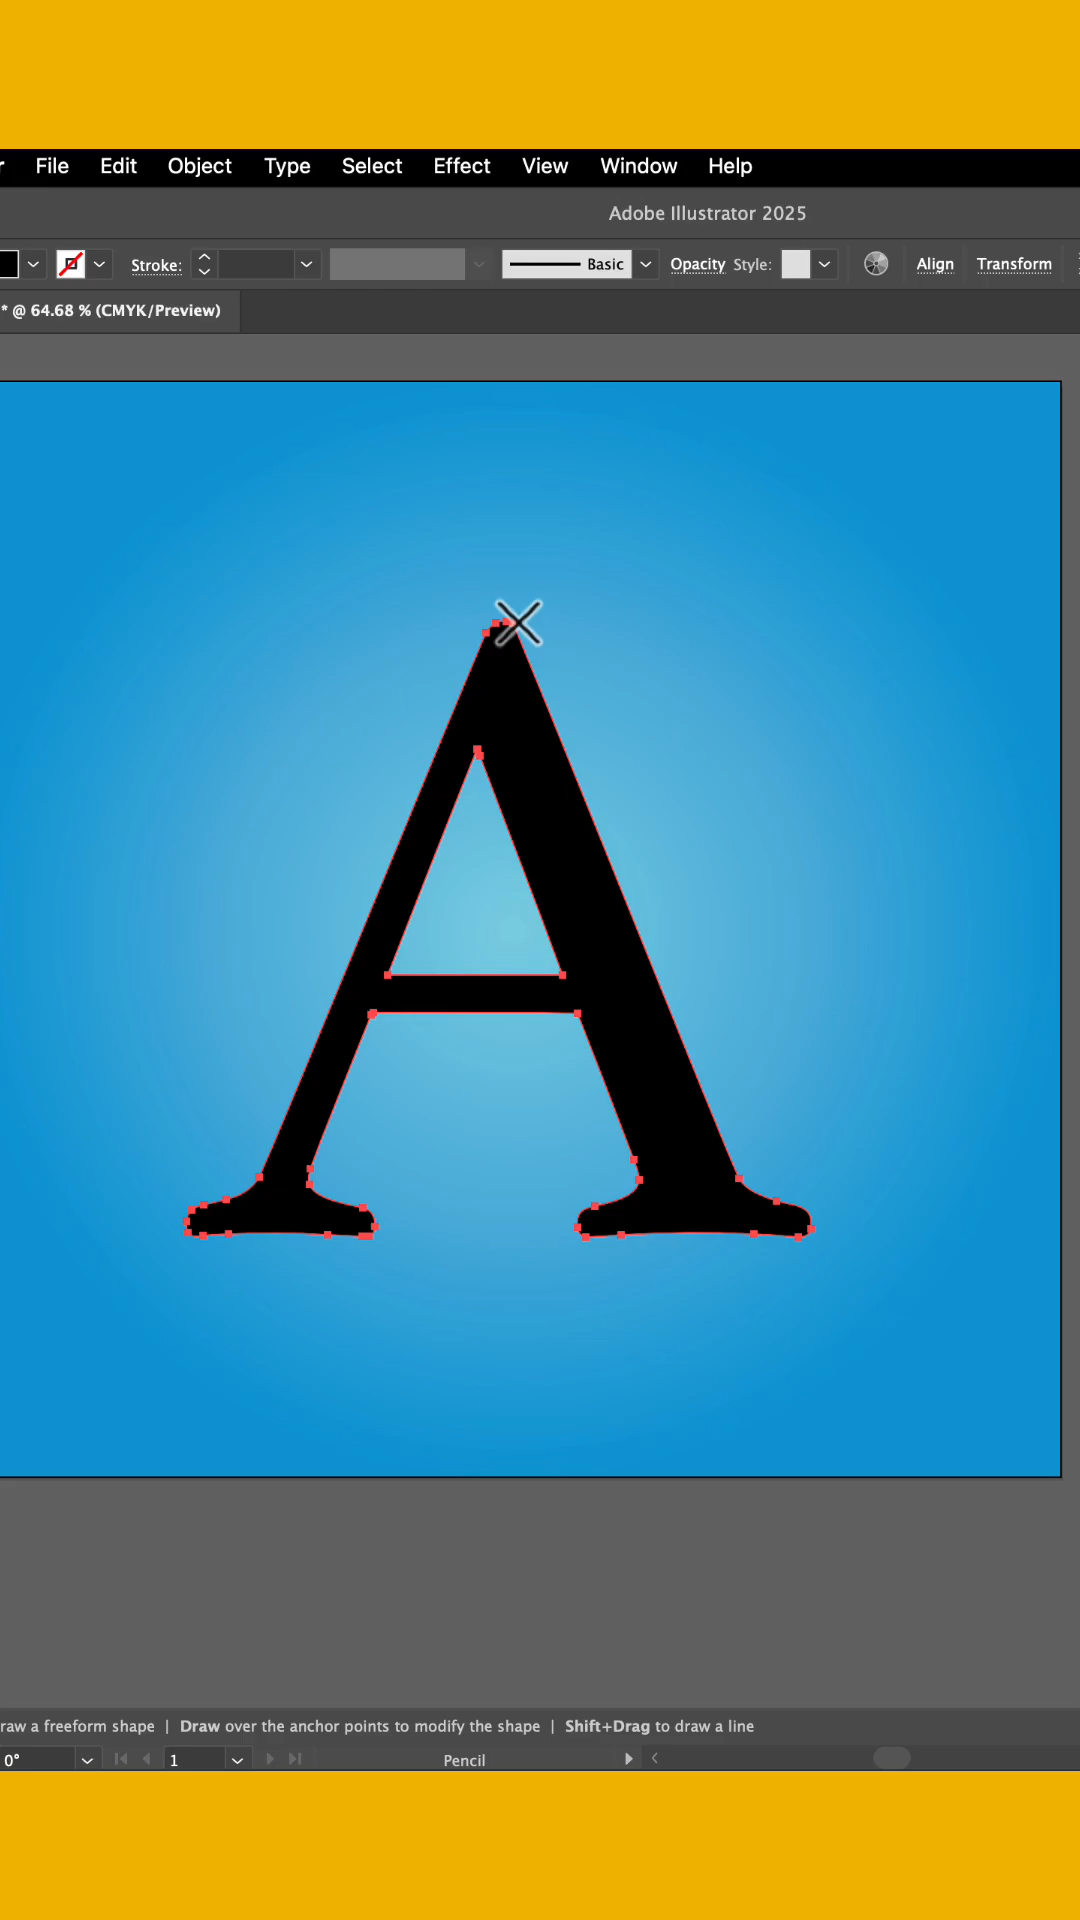 File Edit Object Type Select Effect View Window Help
Adobe Illustrator 2025
Stroke: Basic Opacity Style: Align Transform
* @ 64.68 % (CMYK/Preview)
A
raw a freeform shape | Draw over the anchor points to modify the shape | Shift+Drag to draw a line
0° 1 Pencil